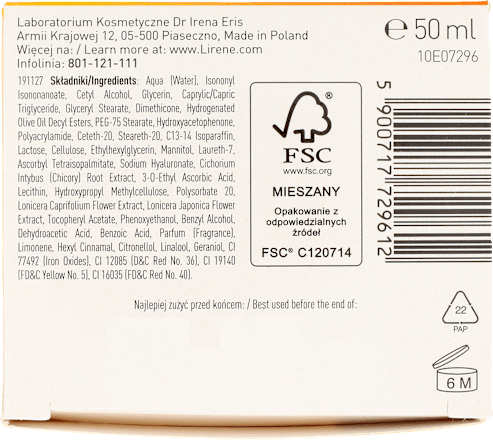 Laboratorium Kosmetyczne Dr Irena Eris
Armii Krajowej 12, 05-500 Piaseczno, Made in Poland
Więcej na: / Learn more at: www.Lirene.com
Infolinia: 801-121-111
℮ 50 ml
10E07296
191127 Składniki/Ingredients: Aqua (Water), Isononyl
Isononanoate, Cetyl Alcohol, Glycerin, Caprylic/Capric
Triglyceride, Glyceryl Stearate, Dimethicone, Hydrogenated
Olive Oil Decyl Esters, PEG-75 Stearate, Hydroxyacetophenone,
Polyacrylamide, Ceteth-20, Steareth-20, C13-14 Isoparaffin,
Lactose, Cellulose, Ethylhexylglycerin, Mannitol, Laureth-7,
Ascorbyl Tetraisopalmitate, Sodium Hyaluronate, Cichorium
Intybus (Chicory) Root Extract, 3-O-Ethyl Ascorbic Acid,
Lecithin, Hydroxypropyl Methylcellulose, Polysorbate 20,
Lonicera Caprifolium Flower Extract, Lonicera Japonica Flower
Extract, Tocopheryl Acetate, Phenoxyethanol, Benzyl Alcohol,
Dehydroacetic Acid, Benzoic Acid, Parfum (Fragrance),
Limonene, Hexyl Cinnamal, Citronellol, Linalool, Geraniol, CI
77492 (Iron Oxides), CI 12085 (D&C Red No. 36), CI 19140
(FD&C Yellow No. 5), CI 16035 (FD&C Red No. 40).
FSC
www.fsc.org
MIESZANY
Opakowanie z
odpowiedzialnych
źródeł
FSC® C120714
5 900717 729612
Najlepiej zużyć przed końcem: / Best used before the end of:
22
PAP
6 M